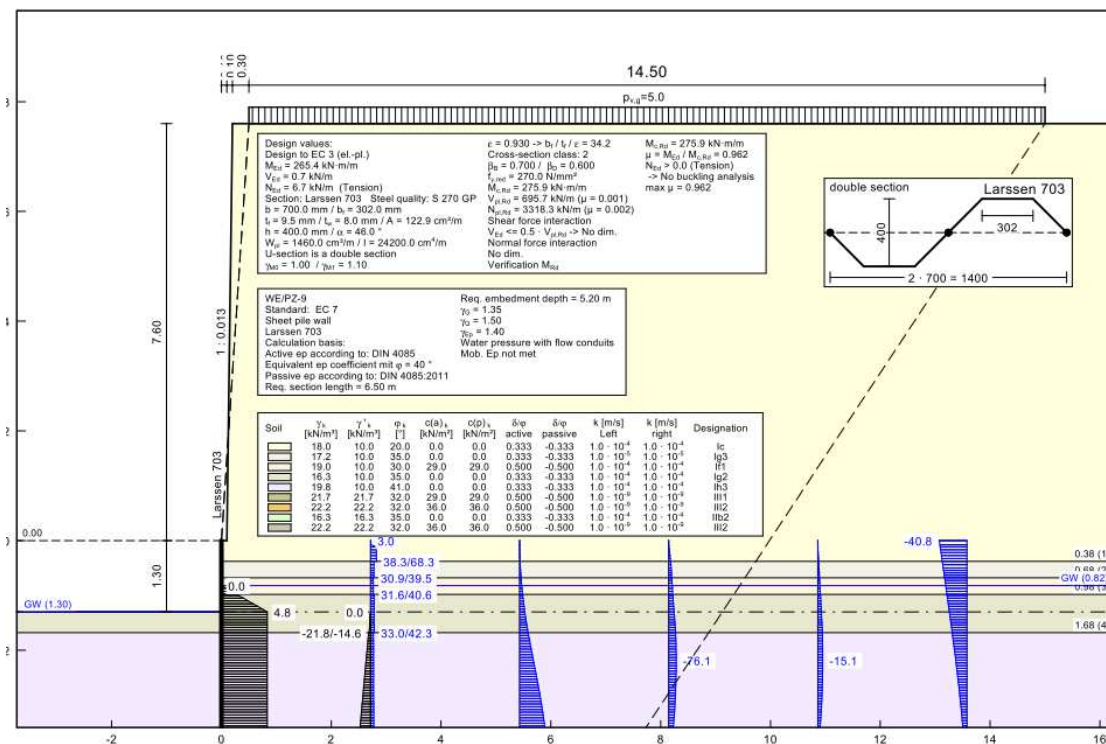 0.10
0.30
14.50
p_v,g=5.0
Design values:
Design to EC 3 (el.-pl.)
M_Ed = 265.4 kN·m/m
V_Ed = 0.7 kN/m
N_Ed = 6.7 kN/m (Tension)
Section: Larssen 703 Steel quality: S 270 GP
b = 700.0 mm / b_f = 302.0 mm
t_f = 9.5 mm / t_w = 8.0 mm / A = 122.9 cm²/m
h = 400.0 mm / α = 46.0 °
W_pl = 1460.0 cm³/m / I = 24200.0 cm⁴/m
U-section is a double section
γ_M0 = 1.00 / γ_M1 = 1.10
ε = 0.930 -> b_f / t_f / ε = 34.2
Cross-section class: 2
β_B = 0.700 / β_D = 0.600
f_y,red = 270.0 N/mm²
M_c,Rd = 275.9 kN·m/m
V_pl,Rd = 695.7 kN/m (μ = 0.001)
N_pl,Rd = 3318.3 kN/m (μ = 0.002)
Shear force interaction
V_Ed <= 0.5 · V_pl,Rd -> No dim.
Normal force interaction
No dim.
Verification M_Rd
M_c,Rd = 275.9 kN·m/m
μ = M_Ed / M_c,Rd = 0.962
N_Ed > 0.0 (Tension)
-> No buckling analysis
max μ = 0.962
double section
Larssen 703
400
302
2 · 700 = 1400
WE/PZ-9
Standard: EC 7
Sheet pile wall
Larssen 703
Calculation basis:
Active ep according to: DIN 4085
Equivalent ep coefficient mit φ = 40 °
Passive ep according to: DIN 4085:2011
Req. section length = 6.50 m
Req. embedment depth = 5.20 m
γ_G = 1.35
γ_Q = 1.50
γ_Ep = 1.40
Water pressure with flow conduits
Mob. Ep not met
7.60
1 : 0.013
Larssen 703
Soil γ_k [kN/m³] γ'_k [kN/m³] φ_k [°] c(a)_k [kN/m²] c(p)_k [kN/m²] δ/φ active δ/φ passive k [m/s] Left k [m/s] right Designation
18.0 10.0 20.0 0.0 0.0 0.333 -0.333 1.0 · 10⁻⁴ 1.0 · 10⁻⁴ Ic
17.2 10.0 35.0 0.0 0.0 0.333 -0.333 1.0 · 10⁻⁵ 1.0 · 10⁻⁵ Ig3
19.0 10.0 30.0 29.0 29.0 0.500 -0.500 1.0 · 10⁻⁴ 1.0 · 10⁻⁴ If1
16.3 10.0 35.0 0.0 0.0 0.333 -0.333 1.0 · 10⁻⁴ 1.0 · 10⁻⁴ Ig2
19.8 10.0 41.0 0.0 0.0 0.333 -0.333 1.0 · 10⁻⁴ 1.0 · 10⁻⁴ Ih3
21.7 21.7 32.0 29.0 29.0 0.500 -0.500 1.0 · 10⁻⁹ 1.0 · 10⁻⁹ III1
22.2 22.2 32.0 36.0 36.0 0.500 -0.500 1.0 · 10⁻⁹ 1.0 · 10⁻⁹ III2
16.3 16.3 35.0 0.0 0.0 0.333 -0.333 1.0 · 10⁻⁴ 1.0 · 10⁻⁴ IIb2
22.2 22.2 32.0 36.0 36.0 0.500 -0.500 1.0 · 10⁻⁹ 1.0 · 10⁻⁹ III2
0.00
3.0
-40.8
0.38 (1
38.3/68.3
1.30
0.0
30.9/39.5
GW (0.82)
31.6/40.6
GW (1.30)
4.8
0.0
-21.8/-14.6
33.0/42.3
1.68 (4
-76.1
-15.1
-2 0 2 4 6 8 10 12 14 16